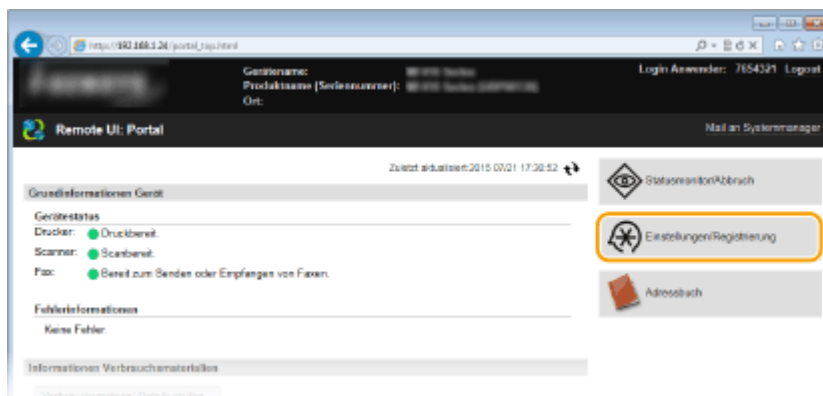 http://192.168.1.24/portal_top.html
Gerätename:
Produktname (Seriennummer):
Ort:
Login Anwender: 7654321 Logout
Remote UI: Portal
Mail an Systemmanager
Zuletzt aktualisiert:2015 07/21 17:30:52
Grundinformationen Gerät
Gerätestatus
Drucker: Druckbereit.
Scanner: Scanbereit.
Fax: Bereit zum Senden oder Empfangen von Faxen.
Fehlerinformationen
Keine Fehler.
Informationen Verbrauchsmaterialien
Statusmonitor/Abbruch
Einstellungen/Registrierung
Adressbuch